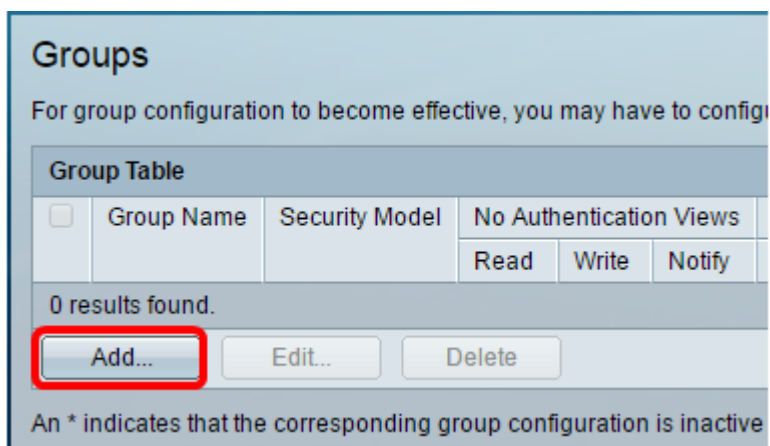 Groups
For group configuration to become effective, you may have to
Group Table
Group Name Security Model No Authentication Views
Read Write Notify
0 results found.
Add... Edit... Delete
An * indicates that the corresponding group configuration is inactive